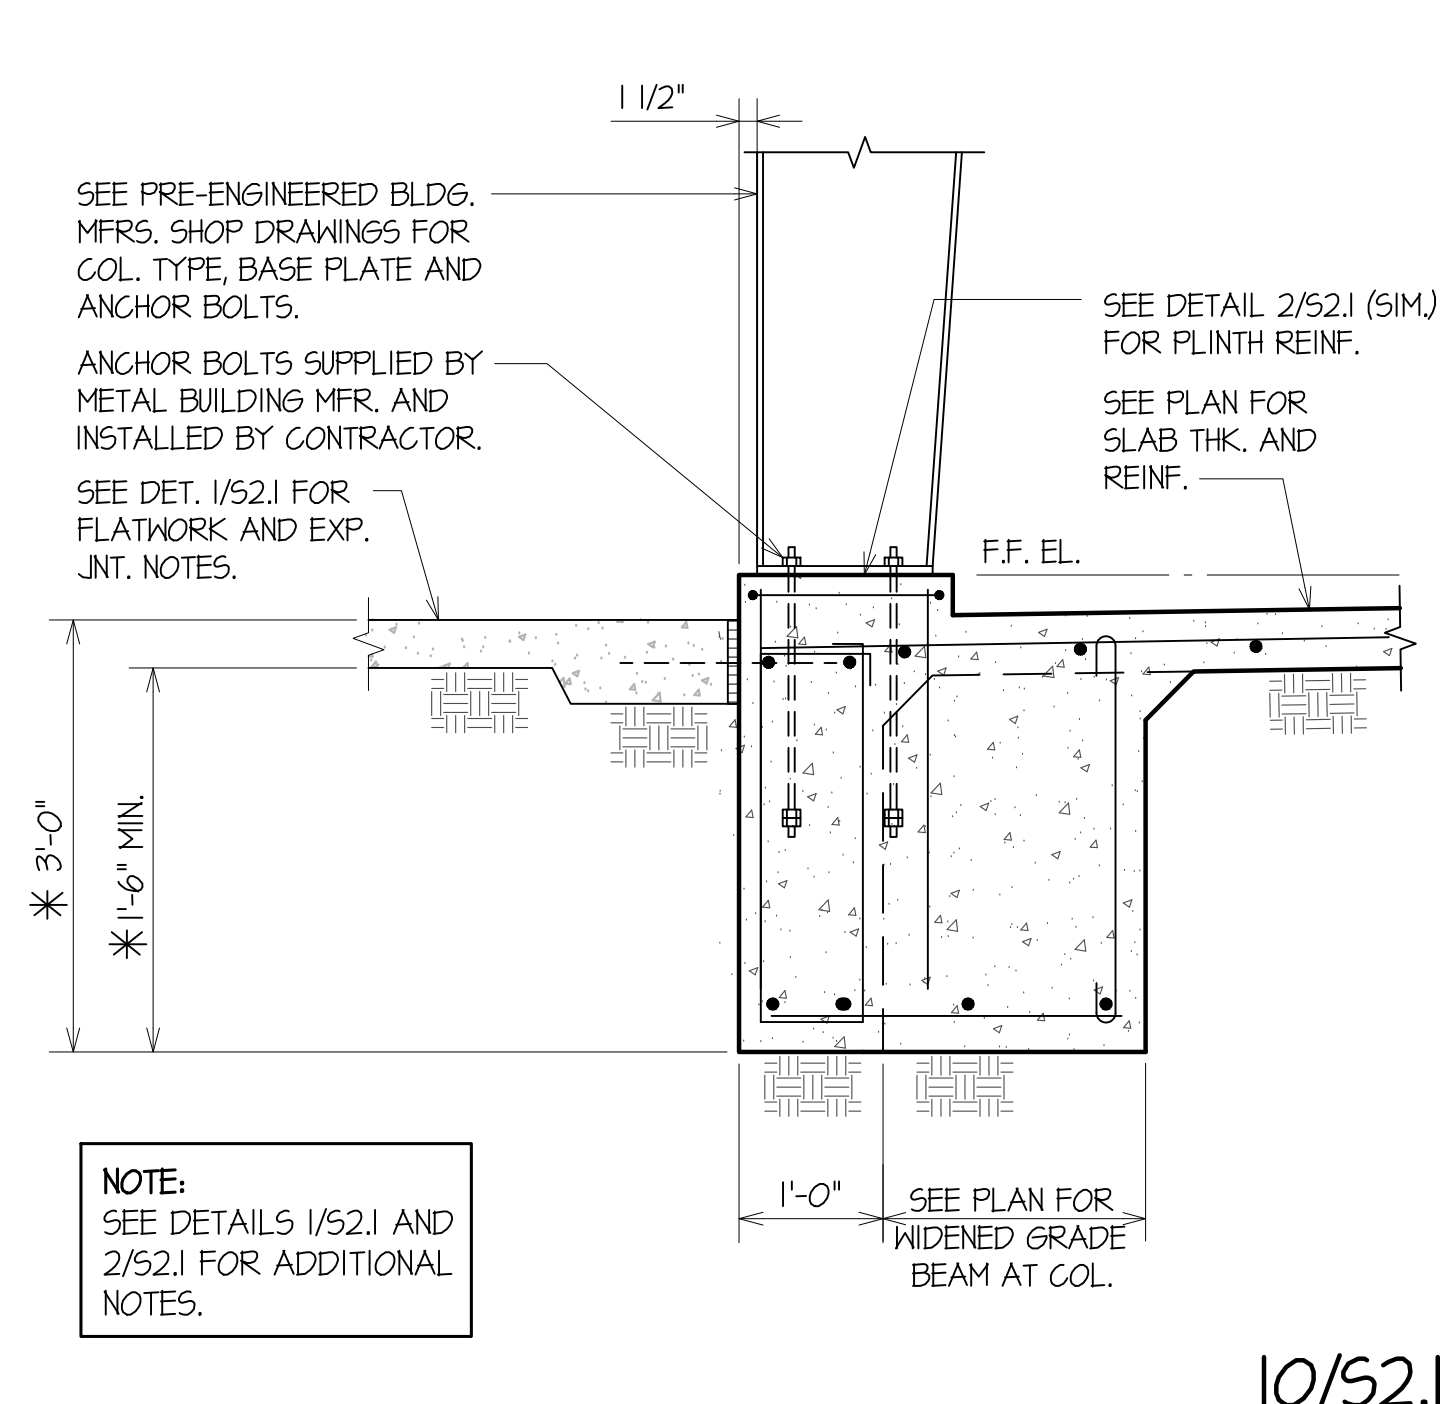 1 1/2"
SEE PRE-ENGINEERED BLDG.
MFRS. SHOP DRAWINGS FOR
COL. TYPE, BASE PLATE AND
ANCHOR BOLTS.
ANCHOR BOLTS SUPPLIED BY
METAL BUILDING MFR. AND
INSTALLED BY CONTRACTOR.
SEE DET. 1/S2.1 FOR
FLATWORK AND EXP.
JNT. NOTES.
SEE DETAIL 2/S2.1 (SIM.)
FOR PLINTH REINF.
SEE PLAN FOR
SLAB THK. AND
REINF.
F.F. EL.
* 3'-0"
* 1'-6" MIN.
1'-0"
SEE PLAN FOR
WIDENED GRADE
BEAM AT COL.
NOTE:
SEE DETAILS 1/S2.1 AND
2/S2.1 FOR ADDITIONAL
NOTES.
10/S2.1